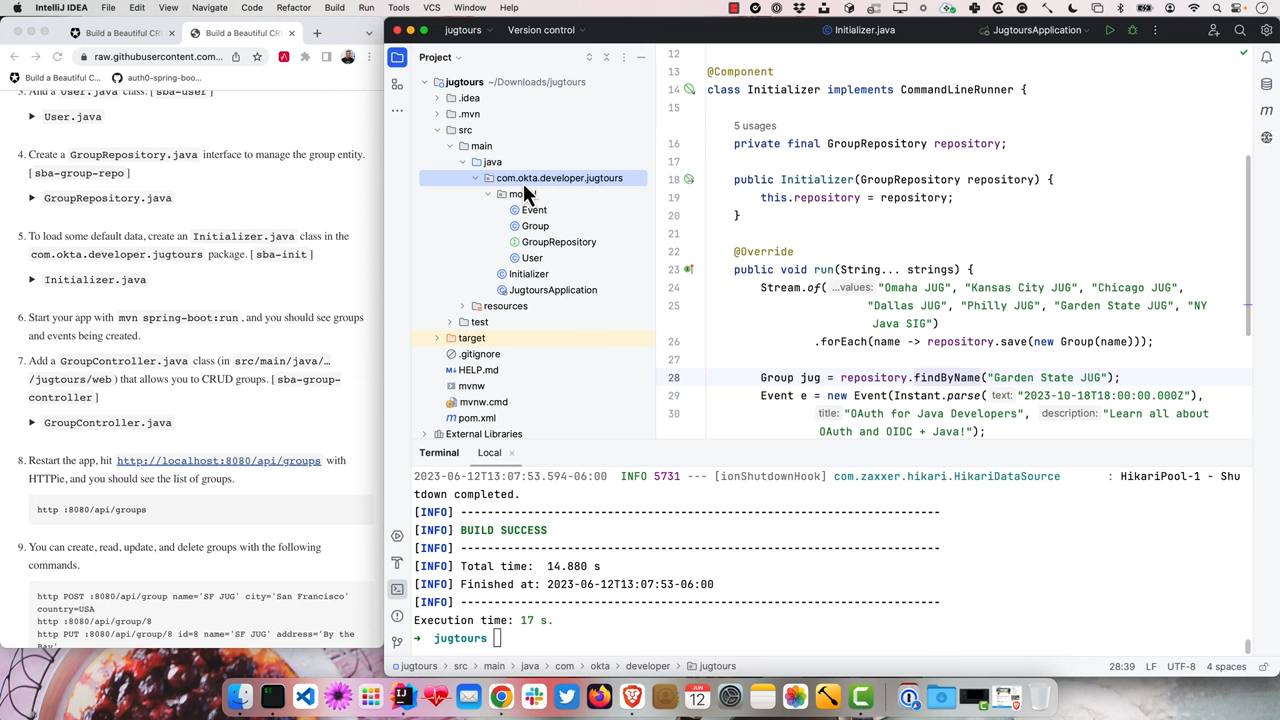 IntelliJ IDEA File Edit View Navigate Code Refactor Build Run Tools VCS Window Help
Build a Beautiful CRU
Build a Beautiful CRU
raw.githubusercontent.com...
Build a Beautiful C...
auth0-spring-boo...
3. Add a User.java class. [sba-user]
User.java
4. Create a GroupRepository.java interface to manage the group entity.
[sba-group-repo]
GroupRepository.java
5. To load some default data, create an Initializer.java class in the
com.okta.developer.jugtours package. [sba-init]
Initializer.java
6. Start your app with mvn spring-boot:run, and you should see groups
and events being created.
7. Add a GroupController.java class (in src/main/java/…
/jugtours/web) that allows you to CRUD groups. [sba-group-
controller]
GroupController.java
8. Restart the app, hit http://localhost:8080/api/groups with
HTTPie, and you should see the list of groups.
http :8080/api/groups
9. You can create, read, update, and delete groups with the following
commands.
http POST :8080/api/group name='SF JUG' city='San Francisco'
country=USA
http :8080/api/group/8
http PUT :8080/api/group/8 id=8 name='SF JUG' address='By the
Bay'
jugtours Version control Initializer.java JugtoursApplication
Project
jugtours ~/Downloads/jugtours
.idea
.mvn
src
main
java
com.okta.developer.jugtours
Event
Group
GroupRepository
User
Initializer
JugtoursApplication
resources
test
target
.gitignore
HELP.md
mvnw
mvnw.cmd
pom.xml
External Libraries
12
13 @Component
14 class Initializer implements CommandLineRunner {
15
5 usages
16 private final GroupRepository repository;
17
18 public Initializer(GroupRepository repository) {
19 this.repository = repository;
20 }
21
22 @Override
23 public void run(String... strings) {
24 Stream.of( ...values: "Omaha JUG", "Kansas City JUG", "Chicago JUG",
25 "Dallas JUG", "Philly JUG", "Garden State JUG", "NY
Java SIG")
26 .forEach(name -> repository.save(new Group(name)));
27
28 Group jug = repository.findByName("Garden State JUG");
29 Event e = new Event(Instant.parse( text: "2023-10-18T18:00:00.000Z"),
30 title: "OAuth for Java Developers", description: "Learn all about
OAuth and OIDC + Java!");
Terminal Local
2023-06-12T13:07:53.594-06:00 INFO 5731 --- [ionShutdownHook] com.zaxxer.hikari.HikariDataSource : HikariPool-1 - Shu
tdown completed.
[INFO] ------------------------------------------------------------------------
[INFO] BUILD SUCCESS
[INFO] ------------------------------------------------------------------------
[INFO] Total time: 14.880 s
[INFO] Finished at: 2023-06-12T13:07:53-06:00
[INFO] ------------------------------------------------------------------------
Execution time: 17 s.
→ jugtours
jugtours src main java com okta developer jugtours 28:39 LF UTF-8 4 spaces
JUN
12